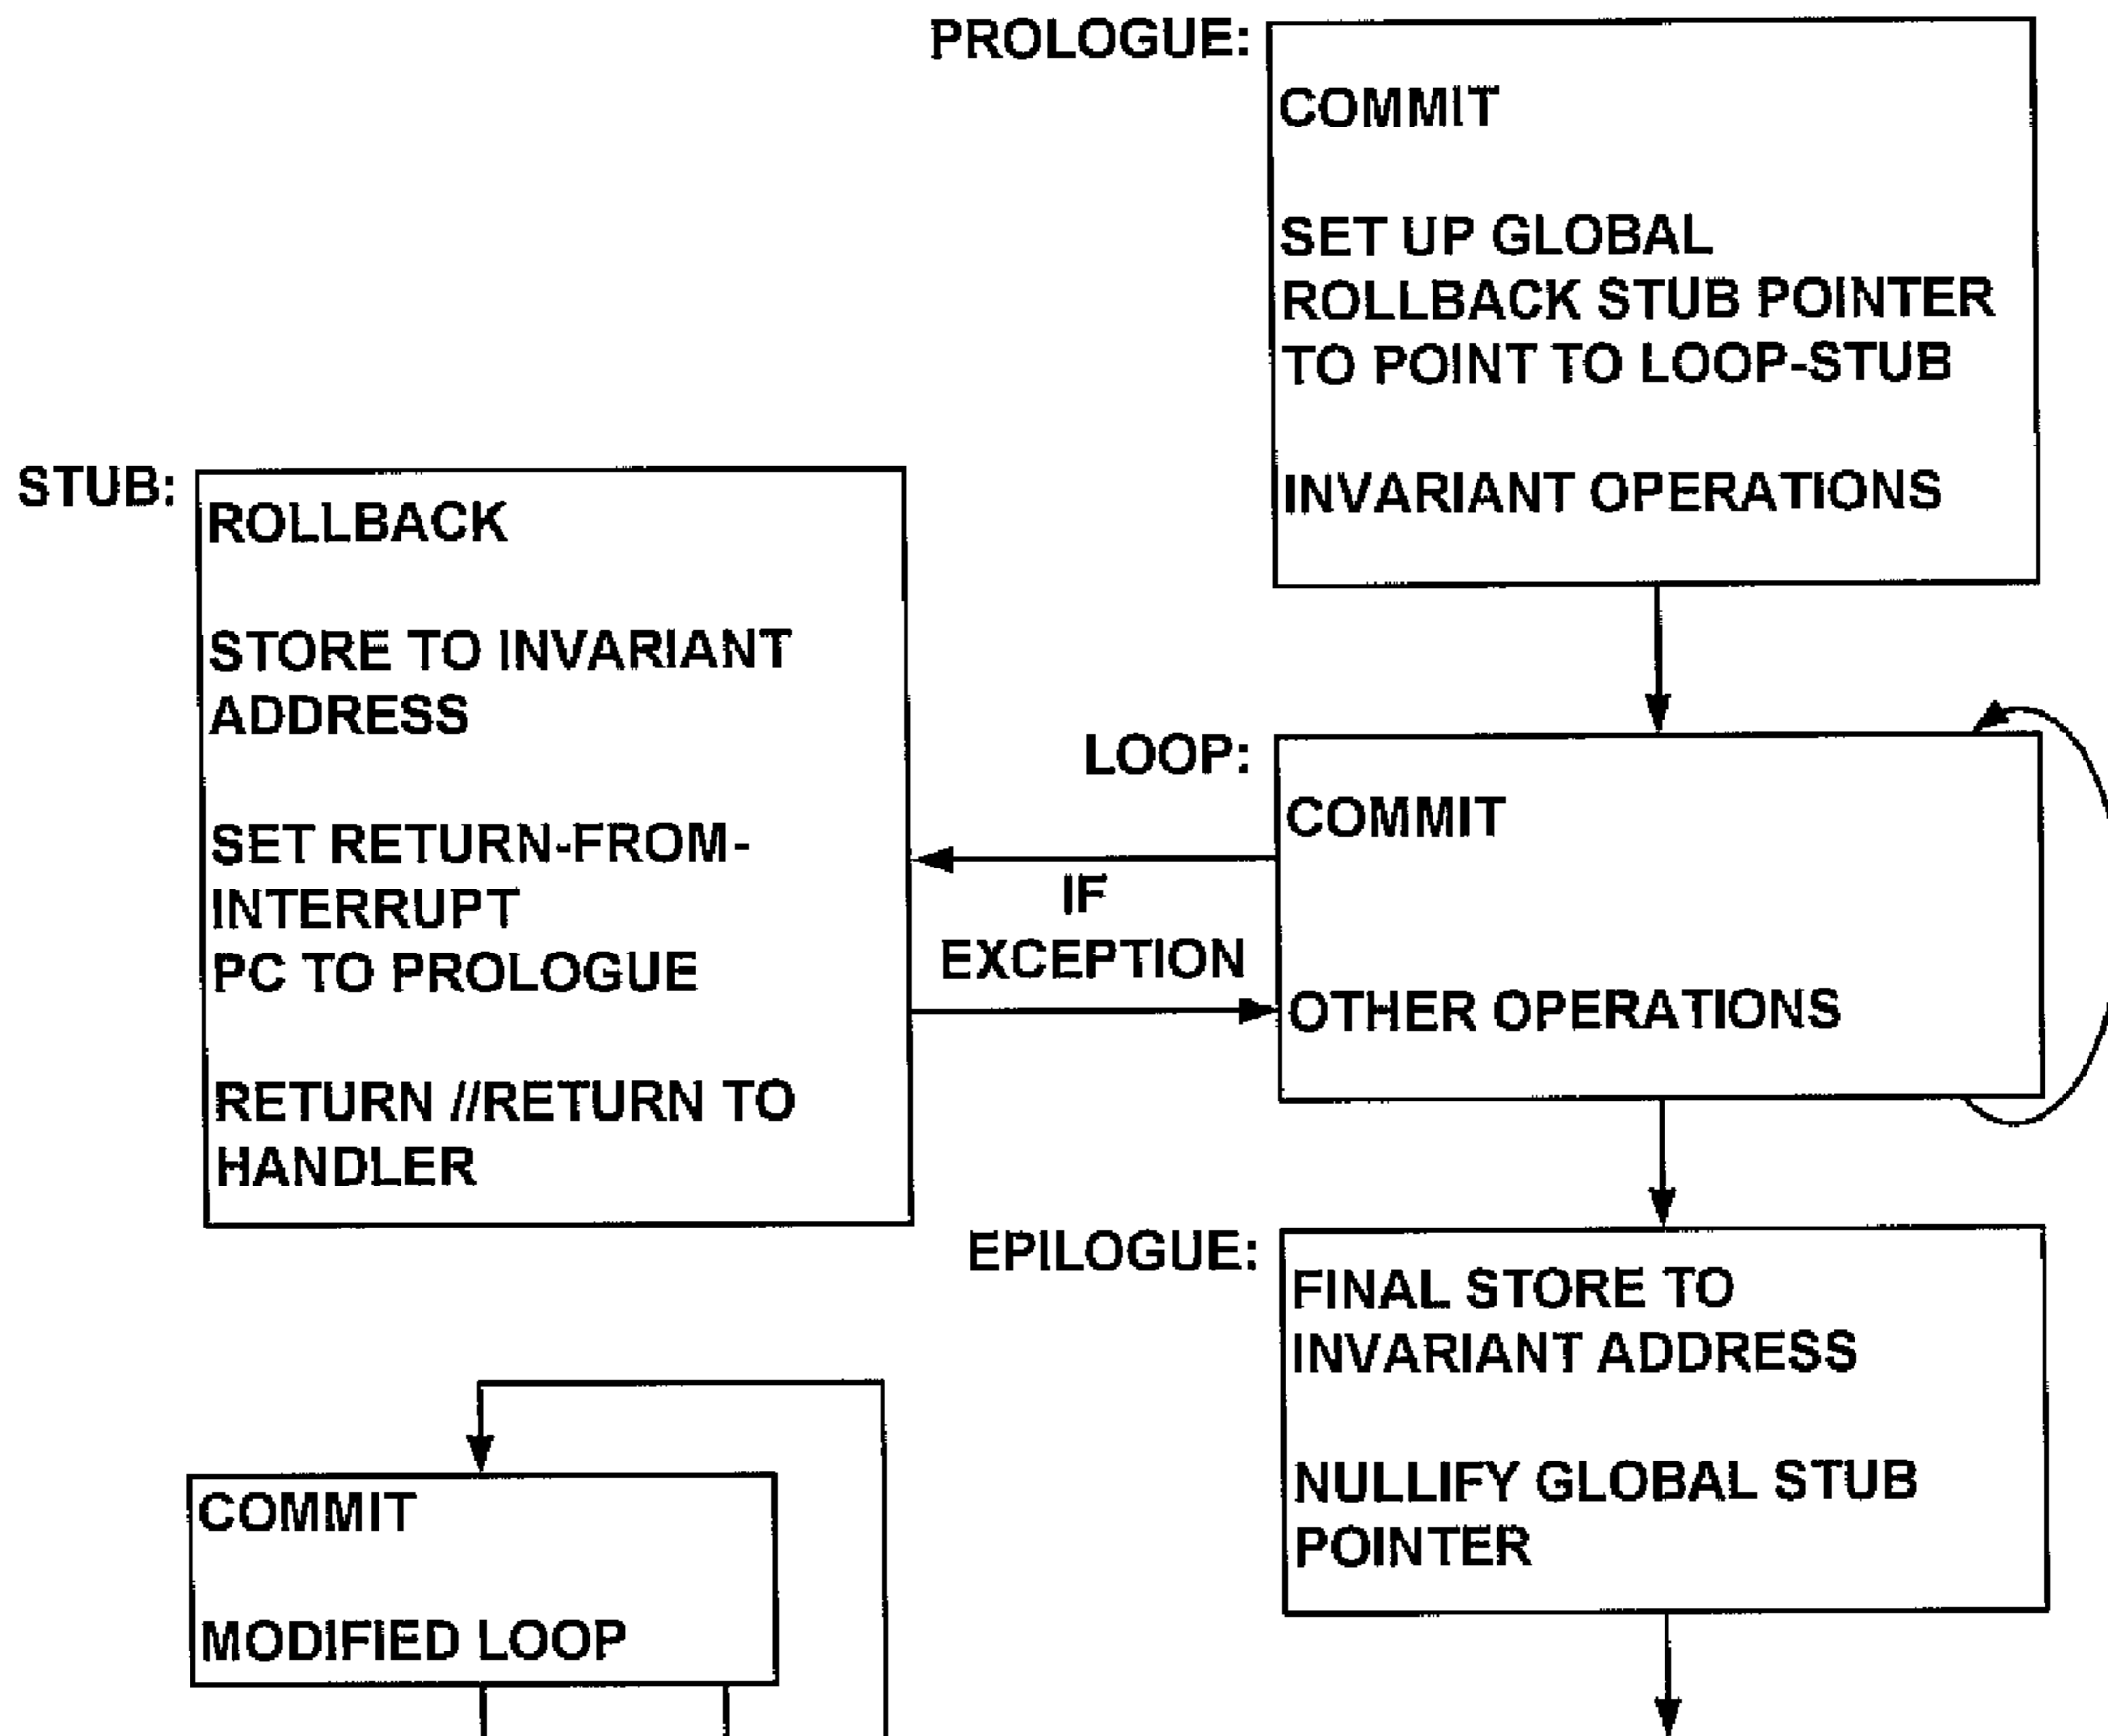 PROLOGUE:
COMMIT
SET UP GLOBAL
ROLLBACK STUB POINTER
TO POINT TO LOOP-STUB
INVARIANT OPERATIONS
STUB:
ROLLBACK
STORE TO INVARIANT
ADDRESS
SET RETURN-FROM-
INTERRUPT
PC TO PROLOGUE
RETURN //RETURN TO
HANDLER
IF
EXCEPTION
LOOP:
COMMIT
OTHER OPERATIONS
EPILOGUE:
FINAL STORE TO
INVARIANT ADDRESS
NULLIFY GLOBAL STUB
POINTER
COMMIT
MODIFIED LOOP